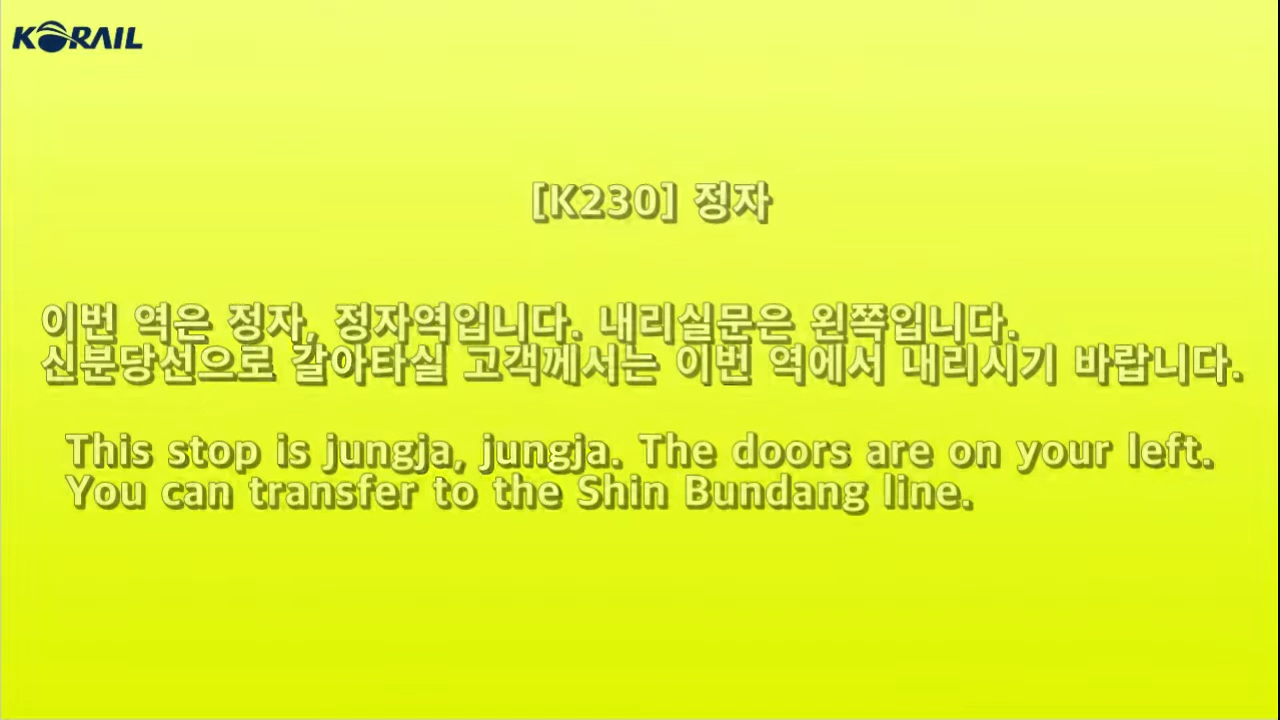 KORAIL
[K230] 정자
이번 역은 정자, 정자역입니다. 내리실문은 왼쪽입니다.
신분당선으로 갈아타실 고객께서는 이번 역에서 내리시기 바랍니다.
This stop is jungja, jungja. The doors are on your left.
You can transfer to the Shin Bundang line.